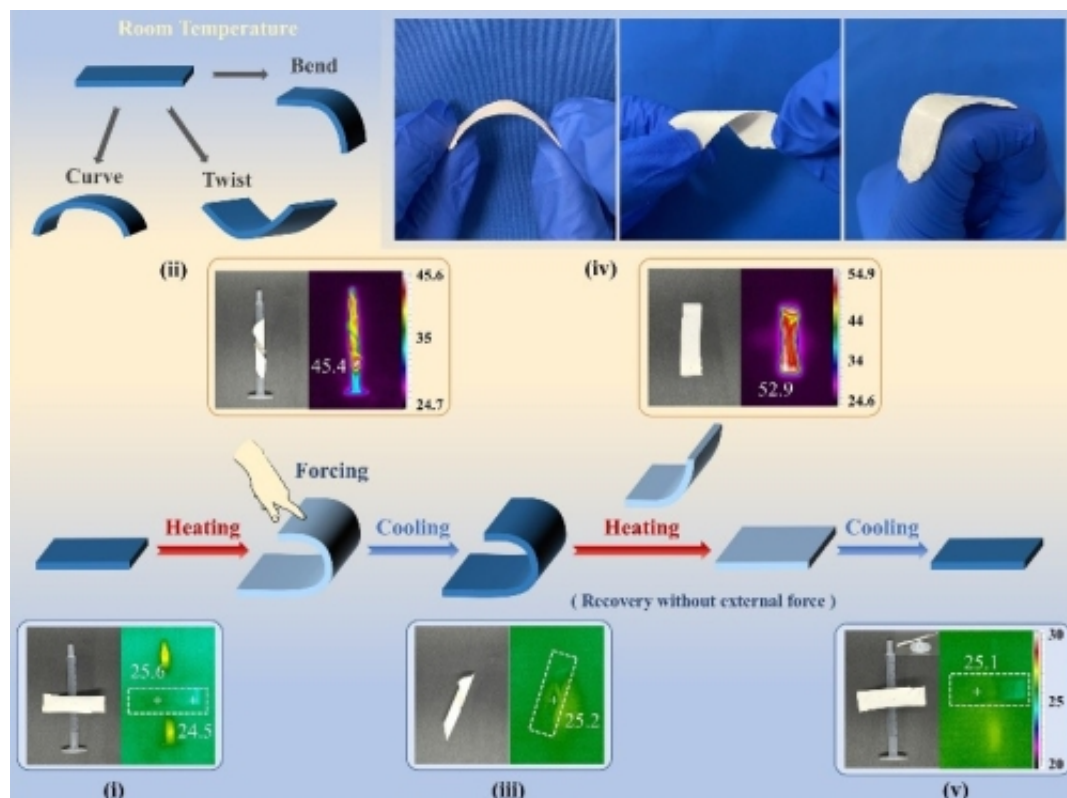 Room Temperature
Bend
Curve
Twist
(ii)
45.6
35
24.7
45.4
(iv)
54.9
44
34
24.6
52.9
Forcing
Heating
Cooling
Heating
Cooling
( Recovery without external force )
25.6
24.5
25.2
25.1
30
25
20
(i)
(iii)
(v)